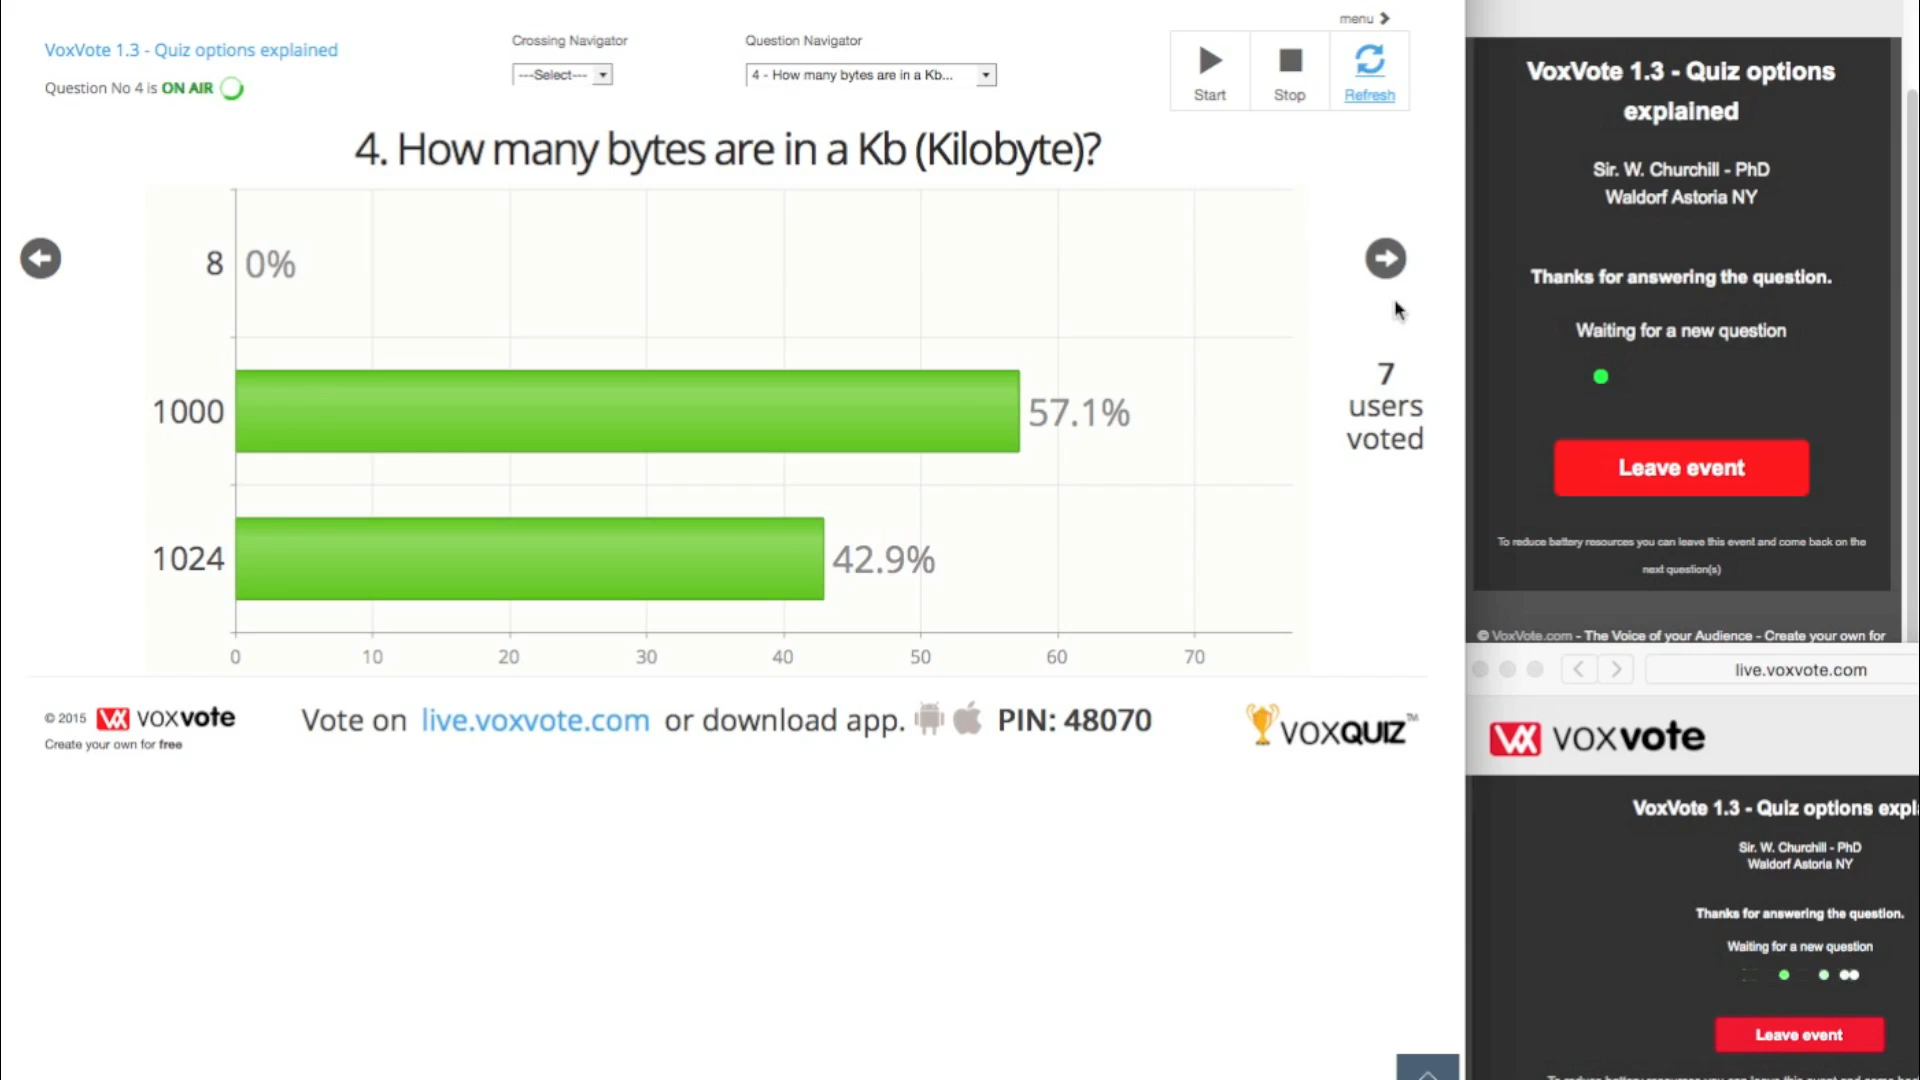 menu
VoxVote 1.3 - Quiz options explained
Question No 4 is ON AIR
Crossing Navigator
---Select---
Question Navigator
4 - How many bytes are in a Kb...
Start
Stop
Refresh
4. How many bytes are in a Kb (Kilobyte)?
8 0%
1000 57.1%
1024 42.9%
0 10 20 30 40 50 60 70
7
users
voted
© 2015 VX voxvote
Create your own for free
Vote on live.voxvote.com or download app. PIN: 48070
VOXQUIZ™
VoxVote 1.3 - Quiz options
explained
Sir. W. Churchill - PhD
Waldorf Astoria NY
Thanks for answering the question.
Waiting for a new question
Leave event
To reduce battery resources you can leave this event and come back on the
next question(s)
© VoxVote.com - The Voice of your Audience - Create your own for
live.voxvote.com
VX voxvote
VoxVote 1.3 - Quiz options expl
Sir. W. Churchill - PhD
Waldorf Astoria NY
Thanks for answering the question.
Waiting for a new question
Leave event